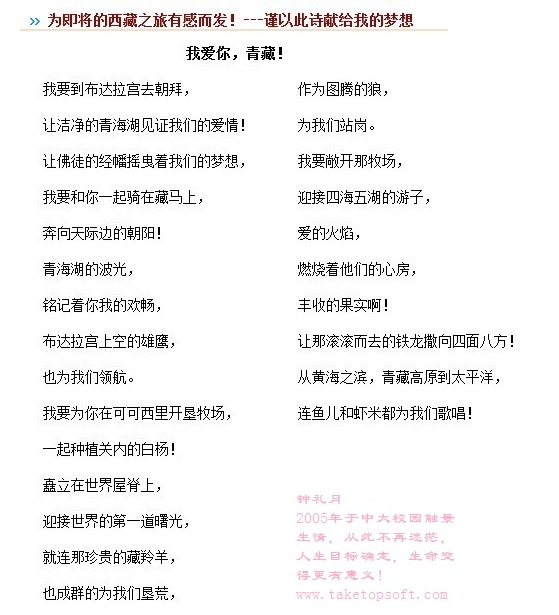 为即将的西藏之旅有感而发！---谨以此诗献给我的梦想
我爱你，青藏！
我要到布达拉宫去朝拜，
让洁净的青海湖见证我们的爱情！
让佛徒的经幡摇曳着我们的梦想，
我要和你一起骑在藏马上，
奔向天际边的朝阳！
青海湖的波光，
铭记着你我的欢畅，
布达拉宫上空的雄鹰，
也为我们领航。
我要为你在可可西里开垦牧场，
一起种植关内的白杨！
矗立在世界屋脊上，
迎接世界的第一道曙光，
就连那珍贵的藏羚羊，
也成群的为我们垦荒，
作为图腾的狼，
为我们站岗。
我要敞开那牧场，
迎接四海五湖的游子，
爱的火焰，
燃烧着他们的心房，
丰收的果实啊！
让那滚滚而去的铁龙撒向四面八方！
从黄海之滨，青藏高原到太平洋，
连鱼儿和虾米都为我们歌唱！
钟礼月
2005年于中大校园触景
生情，从此不再迷茫，
人生目标确定，生命变
得更有意义！
www.taketopsoft.com